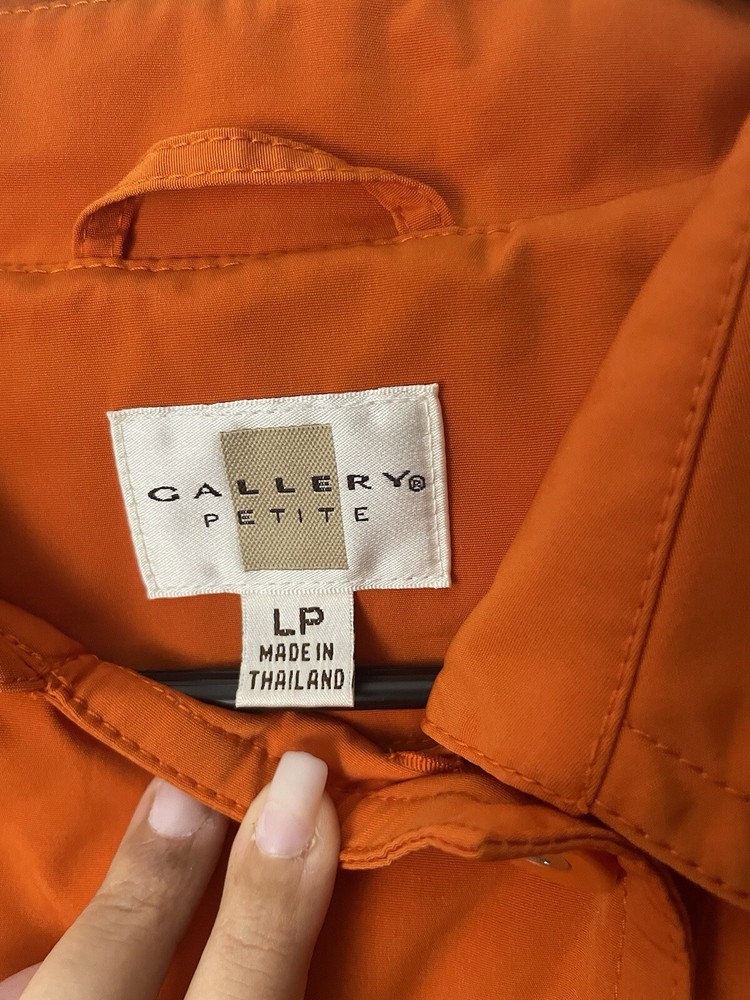 GALLERY®
PETITE
LP
MADE IN
THAILAND